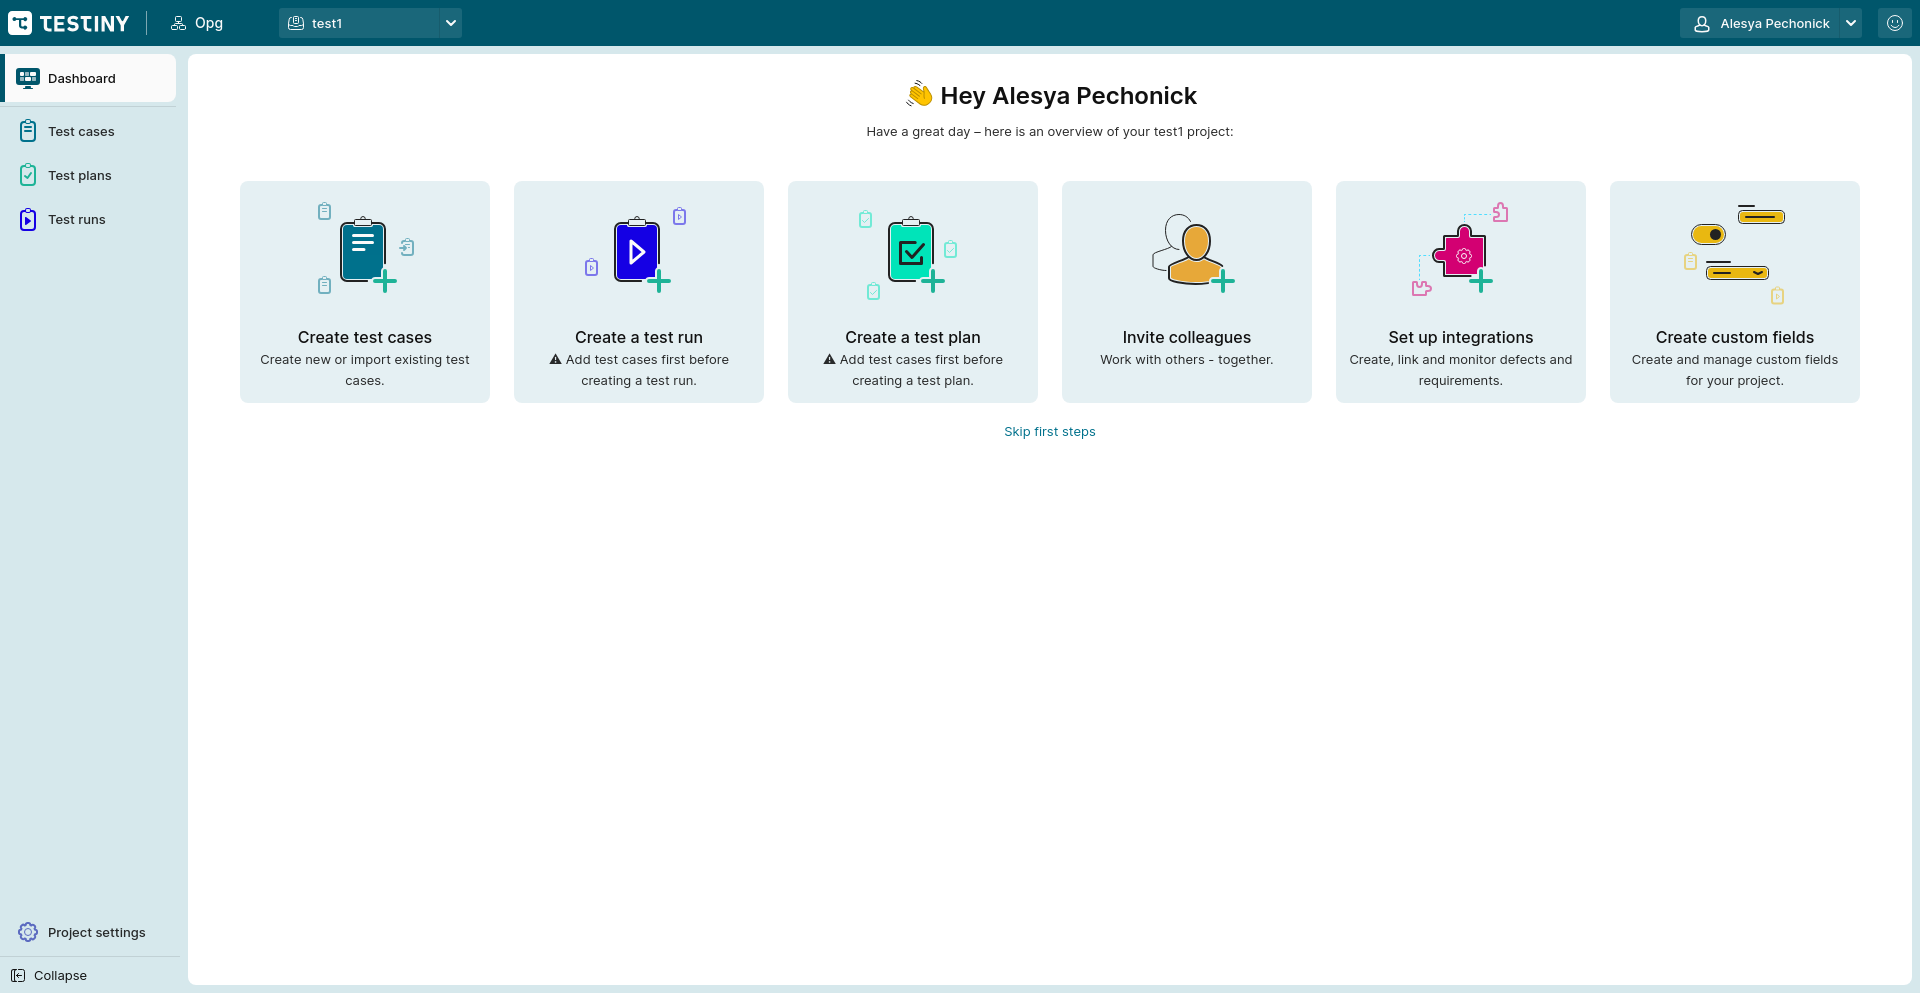 TESTINY
Opg
test1
Alesya Pechonick
Dashboard
Test cases
Test plans
Test runs
Project settings
Collapse
👋 Hey Alesya Pechonick
Have a great day – here is an overview of your test1 project:
Create test cases
Create new or import existing test
cases.
Create a test run
⚠ Add test cases first before
creating a test run.
Create a test plan
⚠ Add test cases first before
creating a test plan.
Invite colleagues
Work with others - together.
Set up integrations
Create, link and monitor defects and
requirements.
Create custom fields
Create and manage custom fields
for your project.
Skip first steps